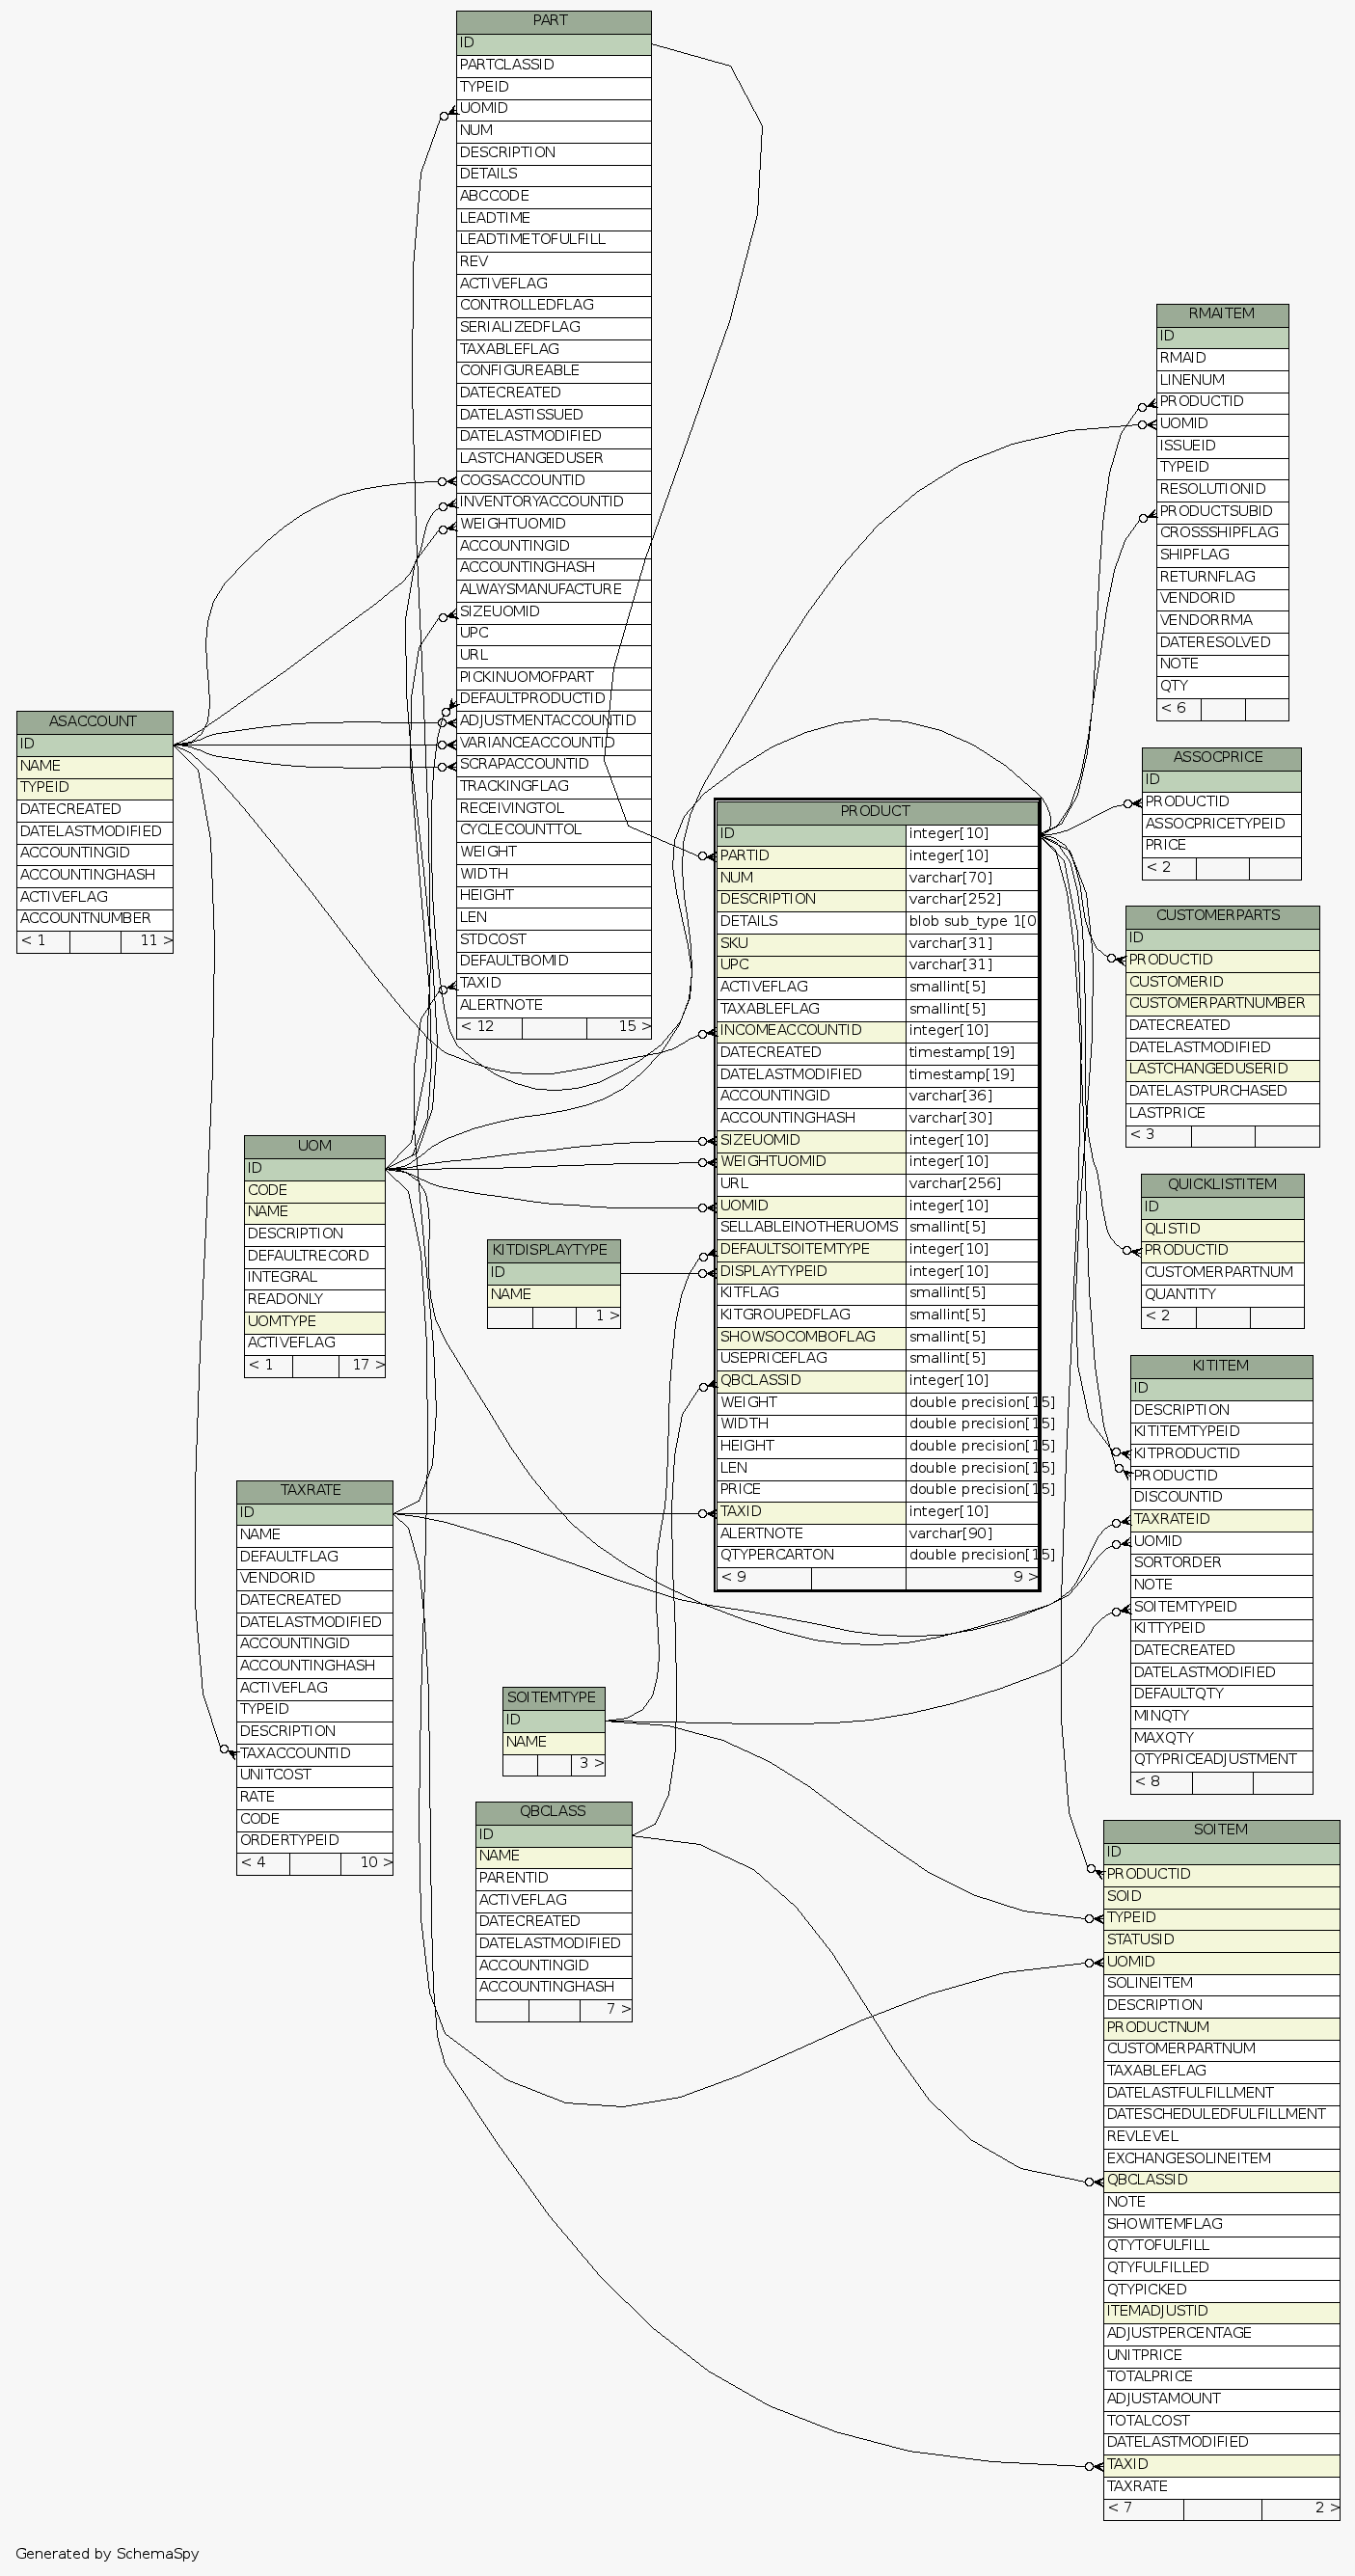 PART
ID
PARTCLASSID
TYPEID
UOMID
NUM
DESCRIPTION
DETAILS
ABCCODE
LEADTIME
LEADTIMETOFULFILL
REV
ACTIVEFLAG
CONTROLLEDFLAG
SERIALIZEDFLAG
TAXABLEFLAG
CONFIGUREABLE
DATECREATED
DATELASTISSUED
DATELASTMODIFIED
LASTCHANGEDUSER
COGSACCOUNTID
INVENTORYACCOUNTID
WEIGHTUOMID
ACCOUNTINGID
ACCOUNTINGHASH
ALWAYSMANUFACTURE
SIZEUOMID
UPC
URL
PICKINUOMOFPART
DEFAULTPRODUCTID
ADJUSTMENTACCOUNTID
VARIANCEACCOUNTID
SCRAPACCOUNTID
TRACKINGFLAG
RECEIVINGTOL
CYCLECOUNTTOL
WEIGHT
WIDTH
HEIGHT
LEN
STDCOST
DEFAULTBOMID
TAXID
ALERTNOTE
< 12 15 >
RMAITEM
ID
RMAID
LINENUM
PRODUCTID
UOMID
ISSUEID
TYPEID
RESOLUTIONID
PRODUCTSUBID
CROSSSHIPFLAG
SHIPFLAG
RETURNFLAG
VENDORID
VENDORRMA
DATERESOLVED
NOTE
QTY
< 6
ASACCOUNT
ID
NAME
TYPEID
DATECREATED
DATELASTMODIFIED
ACCOUNTINGID
ACCOUNTINGHASH
ACTIVEFLAG
ACCOUNTNUMBER
< 1 11 >
ASSOCPRICE
ID
PRODUCTID
ASSOCPRICETYPEID
PRICE
< 2
PRODUCT
ID integer[10]
PARTID integer[10]
NUM varchar[70]
DESCRIPTION varchar[252]
DETAILS blob sub_type 1[0
SKU varchar[31]
UPC varchar[31]
ACTIVEFLAG smallint[5]
TAXABLEFLAG smallint[5]
INCOMEACCOUNTID integer[10]
DATECREATED timestamp[19]
DATELASTMODIFIED timestamp[19]
ACCOUNTINGID varchar[36]
ACCOUNTINGHASH varchar[30]
SIZEUOMID integer[10]
WEIGHTUOMID integer[10]
URL varchar[256]
UOMID integer[10]
SELLABLEINOTHERUOMS smallint[5]
DEFAULTSOITEMTYPE integer[10]
DISPLAYTYPEID integer[10]
KITFLAG smallint[5]
KITGROUPEDFLAG smallint[5]
SHOWSOCOMBOFLAG smallint[5]
USEPRICEFLAG smallint[5]
QBCLASSID integer[10]
WEIGHT double precision[15]
WIDTH double precision[15]
HEIGHT double precision[15]
LEN double precision[15]
PRICE double precision[15]
TAXID integer[10]
ALERTNOTE varchar[90]
QTYPERCARTON double precision[15]
< 9 9 >
CUSTOMERPARTS
ID
PRODUCTID
CUSTOMERID
CUSTOMERPARTNUMBER
DATECREATED
DATELASTMODIFIED
LASTCHANGEDUSERID
DATELASTPURCHASED
LASTPRICE
< 3
UOM
ID
CODE
NAME
DESCRIPTION
DEFAULTRECORD
INTEGRAL
READONLY
UOMTYPE
ACTIVEFLAG
< 1 17 >
QUICKLISTITEM
ID
QLISTID
PRODUCTID
CUSTOMERPARTNUM
QUANTITY
< 2
KITDISPLAYTYPE
ID
NAME
1 >
KITITEM
ID
DESCRIPTION
KITITEMTYPEID
KITPRODUCTID
PRODUCTID
DISCOUNTID
TAXRATEID
UOMID
SORTORDER
NOTE
SOITEMTYPEID
KITTYPEID
DATECREATED
DATELASTMODIFIED
DEFAULTQTY
MINQTY
MAXQTY
QTYPRICEADJUSTMENT
< 8
TAXRATE
ID
NAME
DEFAULTFLAG
VENDORID
DATECREATED
DATELASTMODIFIED
ACCOUNTINGID
ACCOUNTINGHASH
ACTIVEFLAG
TYPEID
DESCRIPTION
TAXACCOUNTID
UNITCOST
RATE
CODE
ORDERTYPEID
< 4 10 >
SOITEMTYPE
ID
NAME
3 >
QBCLASS
ID
NAME
PARENTID
ACTIVEFLAG
DATECREATED
DATELASTMODIFIED
ACCOUNTINGID
ACCOUNTINGHASH
7 >
SOITEM
ID
PRODUCTID
SOID
TYPEID
STATUSID
UOMID
SOLINEITEM
DESCRIPTION
PRODUCTNUM
CUSTOMERPARTNUM
TAXABLEFLAG
DATELASTFULFILLMENT
DATESCHEDULEDFULFILLMENT
REVLEVEL
EXCHANGESOLINEITEM
QBCLASSID
NOTE
SHOWITEMFLAG
QTYTOFULFILL
QTYFULFILLED
QTYPICKED
ITEMADJUSTID
ADJUSTPERCENTAGE
UNITPRICE
TOTALPRICE
ADJUSTAMOUNT
TOTALCOST
DATELASTMODIFIED
TAXID
TAXRATE
< 7 2 >
Generated by SchemaSpy